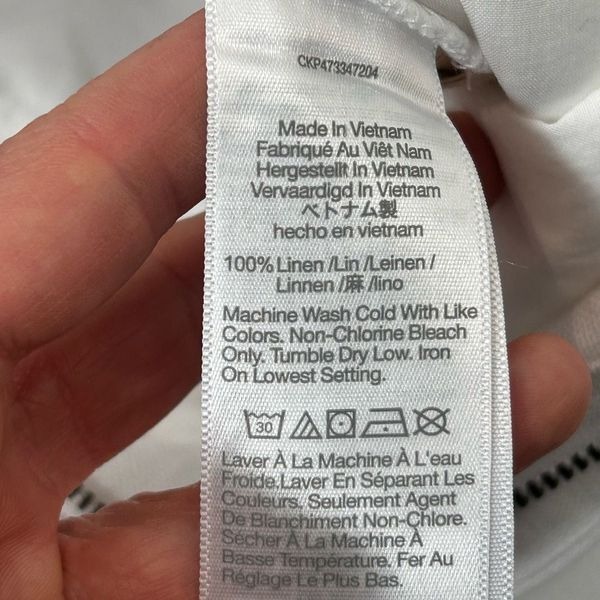 CKP473347204
Made In Vietnam
Fabriqué Au Việt Nam
Hergestellt In Vietnam
Vervaardigd In Vietnam
ベトナム製
hecho en vietnam
100% Linen /Lin /Leinen /
Linnen /麻 /lino
Machine Wash Cold With Like
Colors. Non-Chlorine Bleach
Only. Tumble Dry Low. Iron
On Lowest Setting.
30
Laver À La Machine À L'eau
Froide.Laver En Séparant Les
Couleurs. Seulement Agent
De Blanchiment Non-Chlore.
Sécher À La Machine À
Basse Température. Fer Au
Réglage Le Plus Bas.